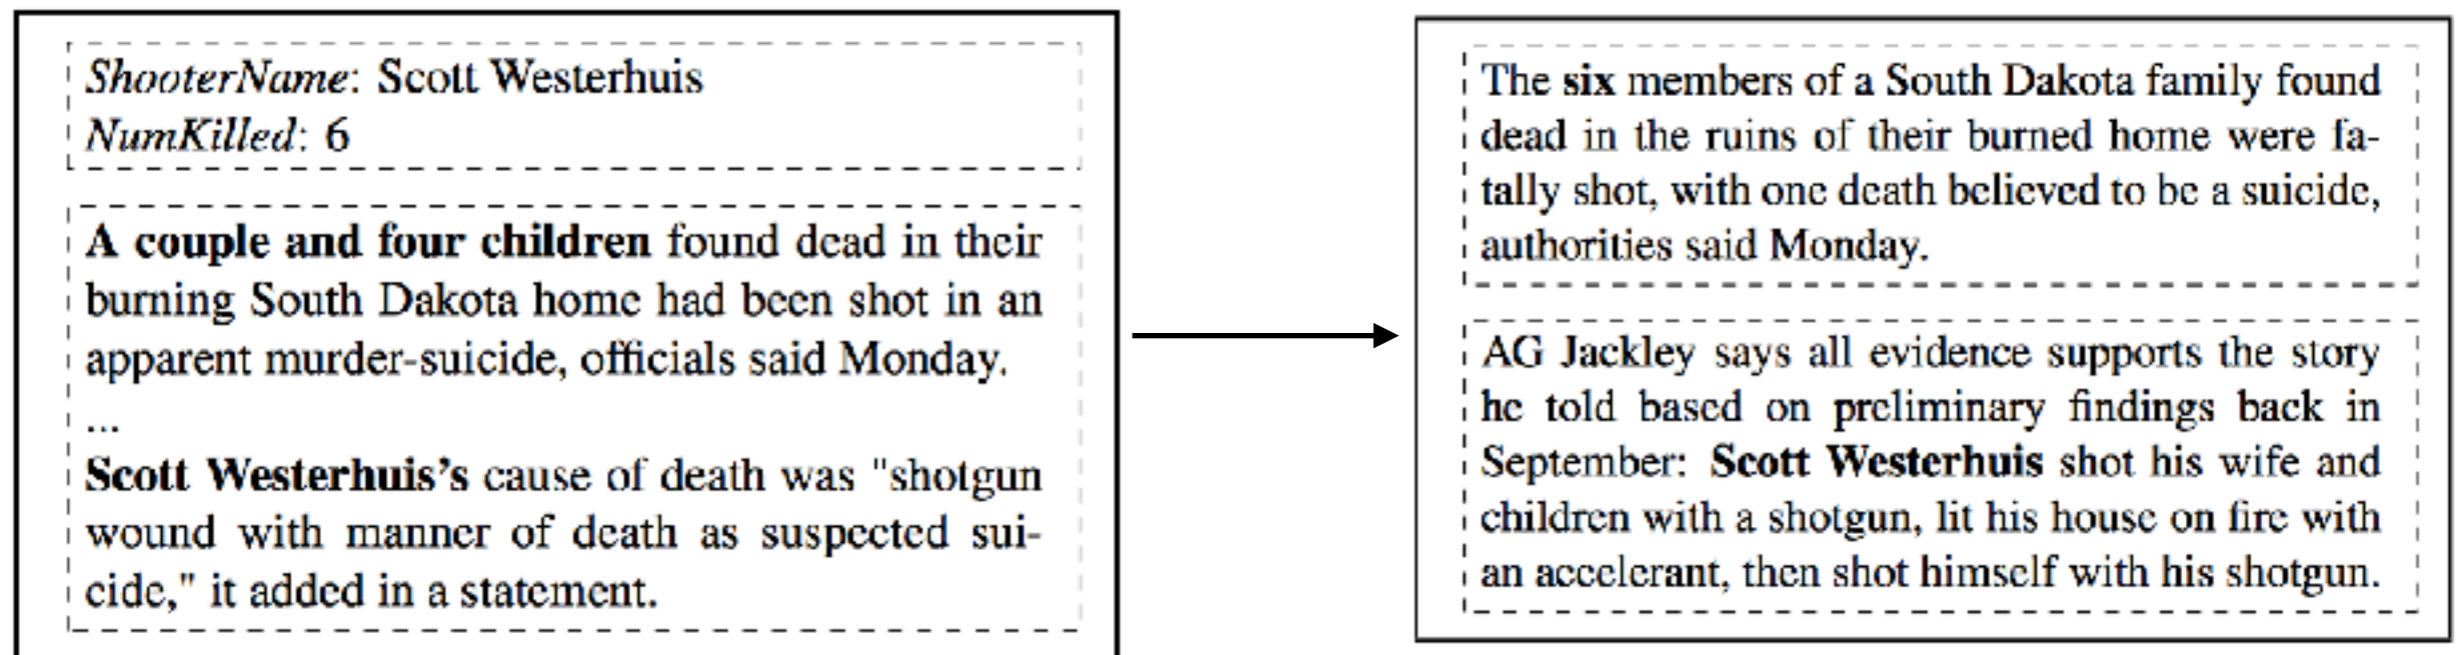 ShooterName: Scott Westerhuis
NumKilled: 6
A couple and four children found dead in their
burning South Dakota home had been shot in an
apparent murder-suicide, officials said Monday.
...
Scott Westerhuis's cause of death was "shotgun
wound with manner of death as suspected sui-
cide," it added in a statement.
The six members of a South Dakota family found
dead in the ruins of their burned home were fa-
tally shot, with one death believed to be a suicide,
authorities said Monday.
AG Jackley says all evidence supports the story
he told based on preliminary findings back in
September: Scott Westerhuis shot his wife and
children with a shotgun, lit his house on fire with
an accelerant, then shot himself with his shotgun.